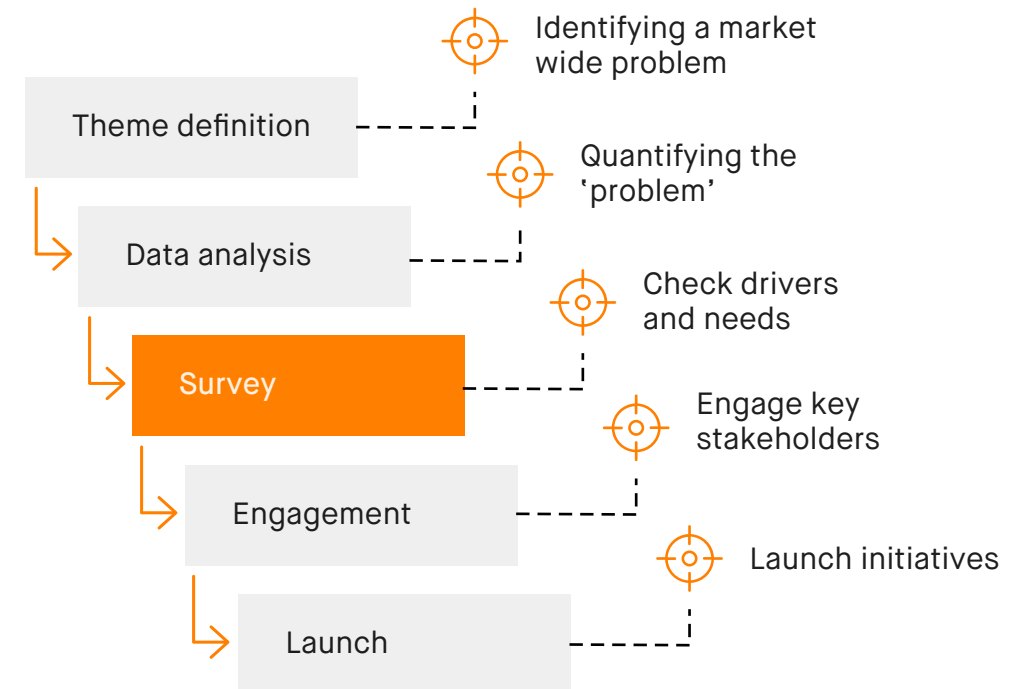 Identifying a market
wide problem
Theme definition
Quantifying the
‘problem’
Data analysis
Check drivers
and needs
Survey
Engage key
stakeholders
Engagement
Launch initiatives
Launch